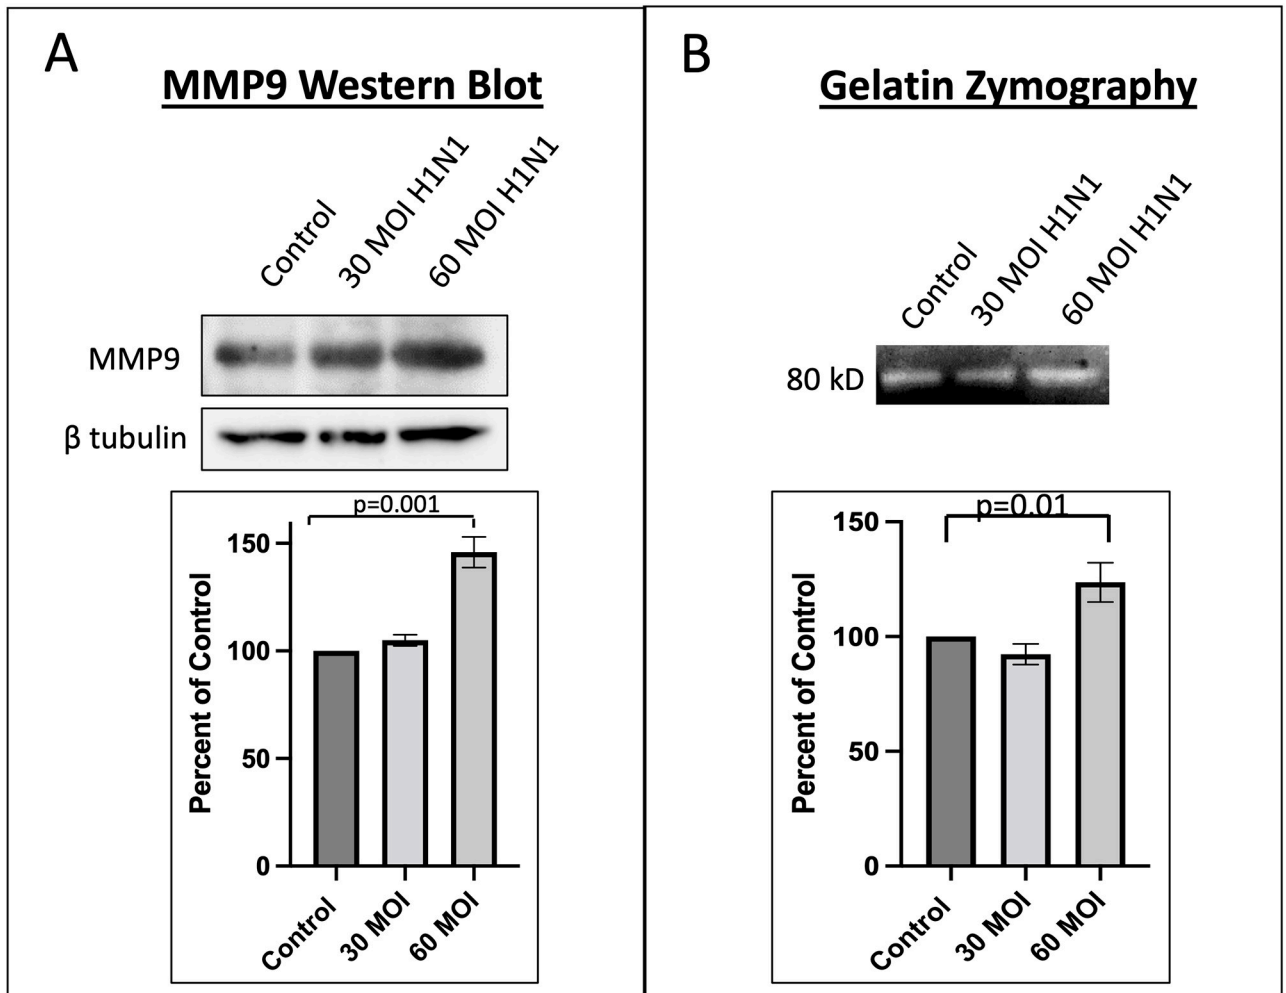 A
MMP9 Western Blot
Control
30 MOI H1N1
60 MOI H1N1
MMP9
β tubulin
p=0.001
150
100
50
0
Percent of Control
Control
30 MOI
60 MOI
B
Gelatin Zymography
Control
30 MOI H1N1
60 MOI H1N1
80 kD
p=0.01
150
100
50
0
Percent of Control
Control
30 MOI
60 MOI